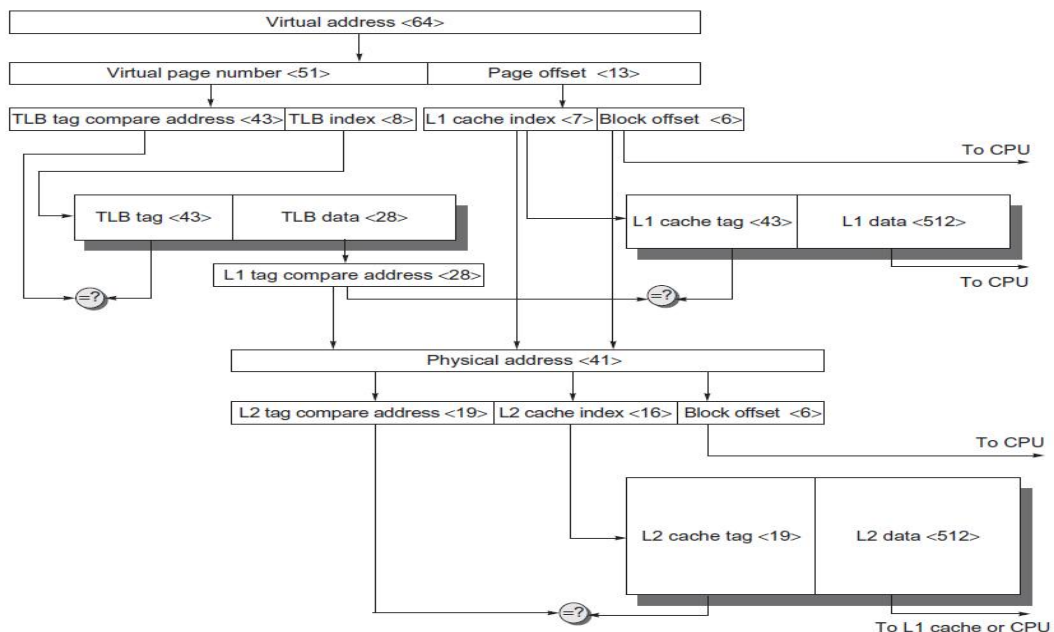 Virtual address <64>
Virtual page number <51> Page offset <13>
TLB tag compare address <43> TLB index <8> L1 cache index <7> Block offset <6>
To CPU
TLB tag <43> TLB data <28> L1 cache tag <43> L1 data <512>
L1 tag compare address <28> To CPU
=? =?
Physical address <41>
L2 tag compare address <19> L2 cache index <16> Block offset <6>
To CPU
L2 cache tag <19> L2 data <512>
=?
To L1 cache or CPU